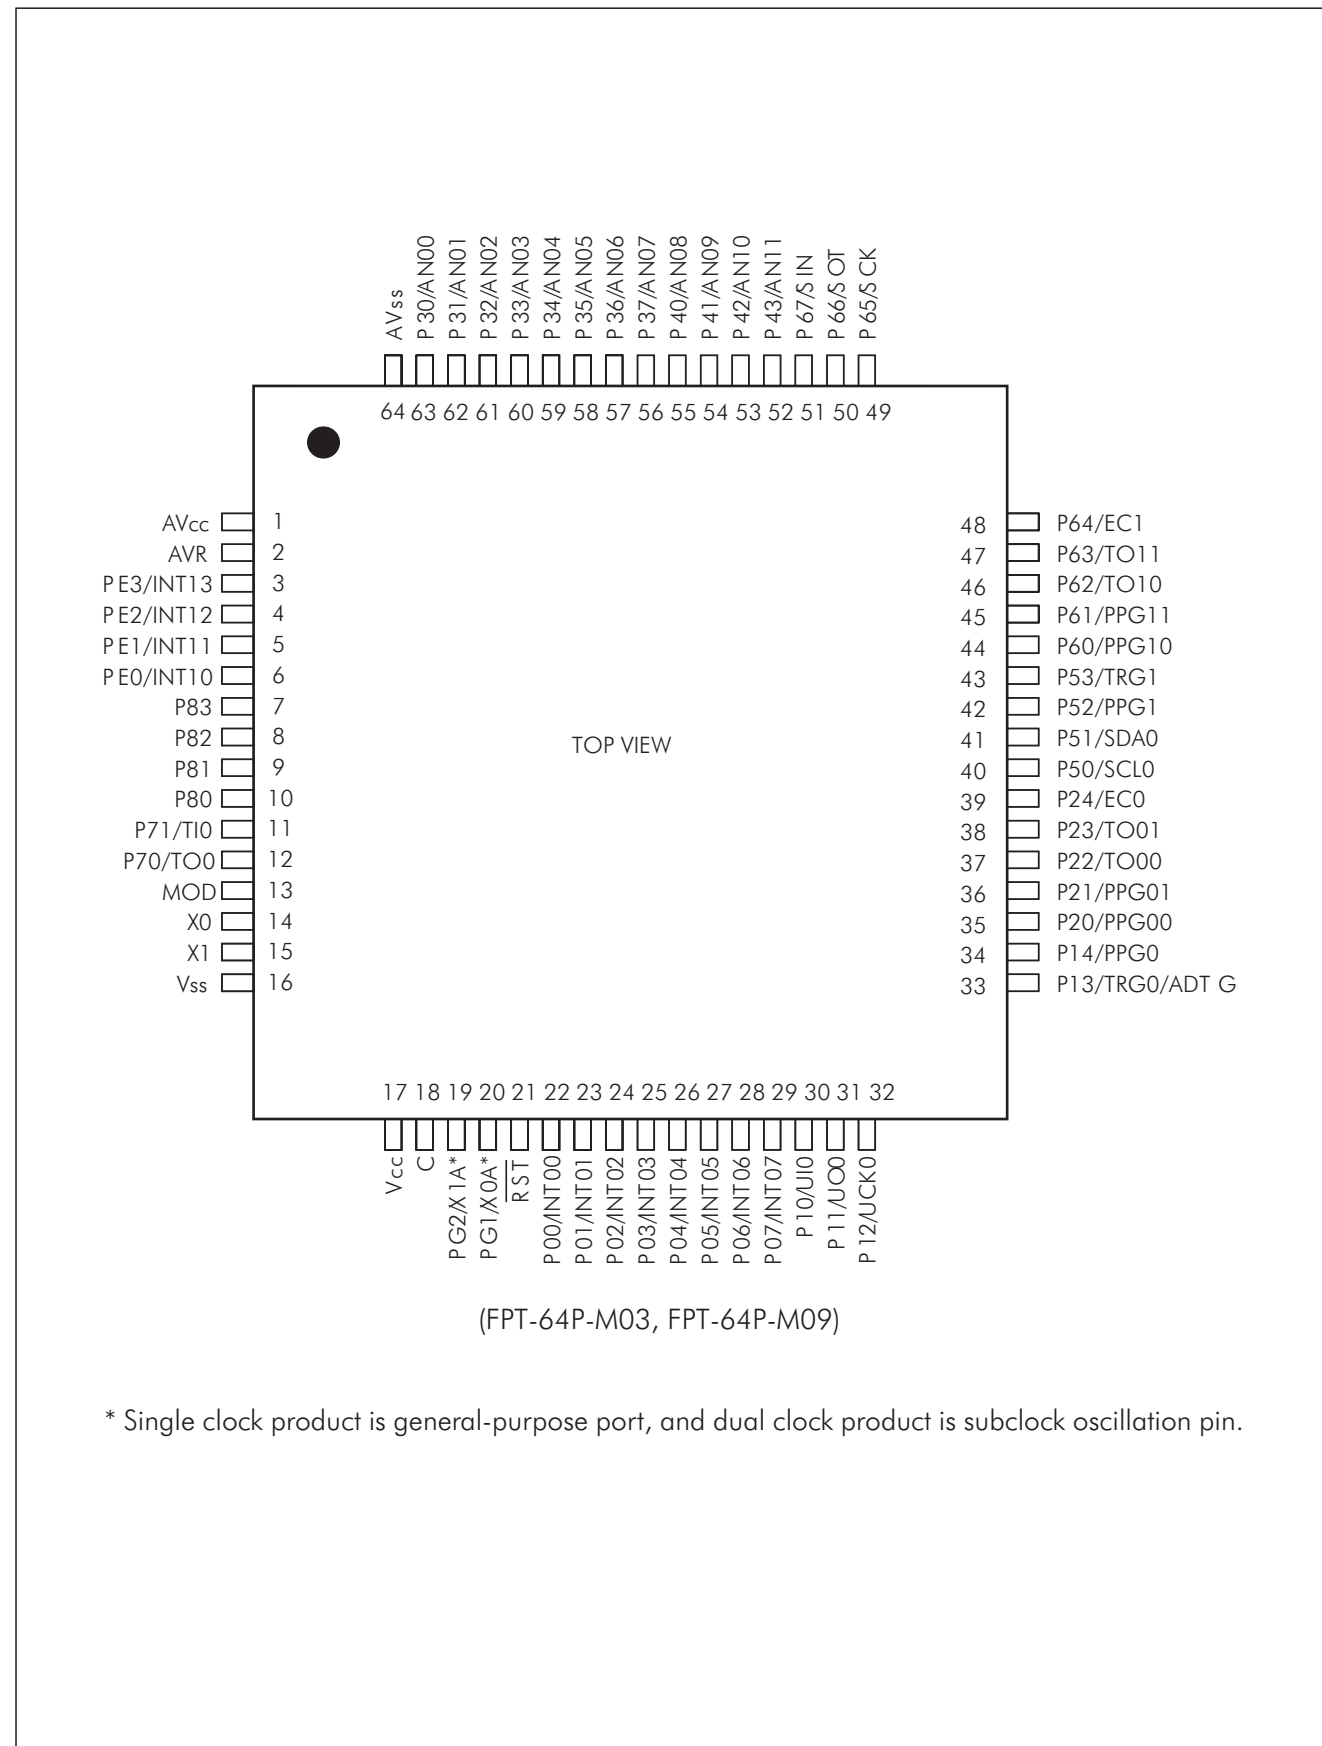 AVss
P30/AN00
P31/AN01
P32/AN02
P33/AN03
P34/AN04
P35/AN05
P36/AN06
P37/AN07
P40/AN08
P41/AN09
P42/AN10
P43/AN11
P67/SIN
P66/SOT
P65/SCK
64 63 62 61 60 59 58 57 56 55 54 53 52 51 50 49
AVcc 1
AVR 2
PE3/INT13 3
PE2/INT12 4
PE1/INT11 5
PE0/INT10 6
P83 7
P82 8
P81 9
P80 10
P71/TI0 11
P70/TO0 12
MOD 13
X0 14
X1 15
Vss 16
TOP VIEW
48 P64/EC1
47 P63/TO11
46 P62/TO10
45 P61/PPG11
44 P60/PPG10
43 P53/TRG1
42 P52/PPG1
41 P51/SDA0
40 P50/SCL0
39 P24/EC0
38 P23/TO01
37 P22/TO00
36 P21/PPG01
35 P20/PPG00
34 P14/PPG0
33 P13/TRG0/ADT G
17 18 19 20 21 22 23 24 25 26 27 28 29 30 31 32
Vcc
C
PG2/X1A*
PG1/X0A*
RST
P00/INT00
P01/INT01
P02/INT02
P03/INT03
P04/INT04
P05/INT05
P06/INT06
P07/INT07
P10/UI0
P11/UO0
P12/UCK0
(FPT-64P-M03, FPT-64P-M09)
* Single clock product is general-purpose port, and dual clock product is subclock oscillation pin.